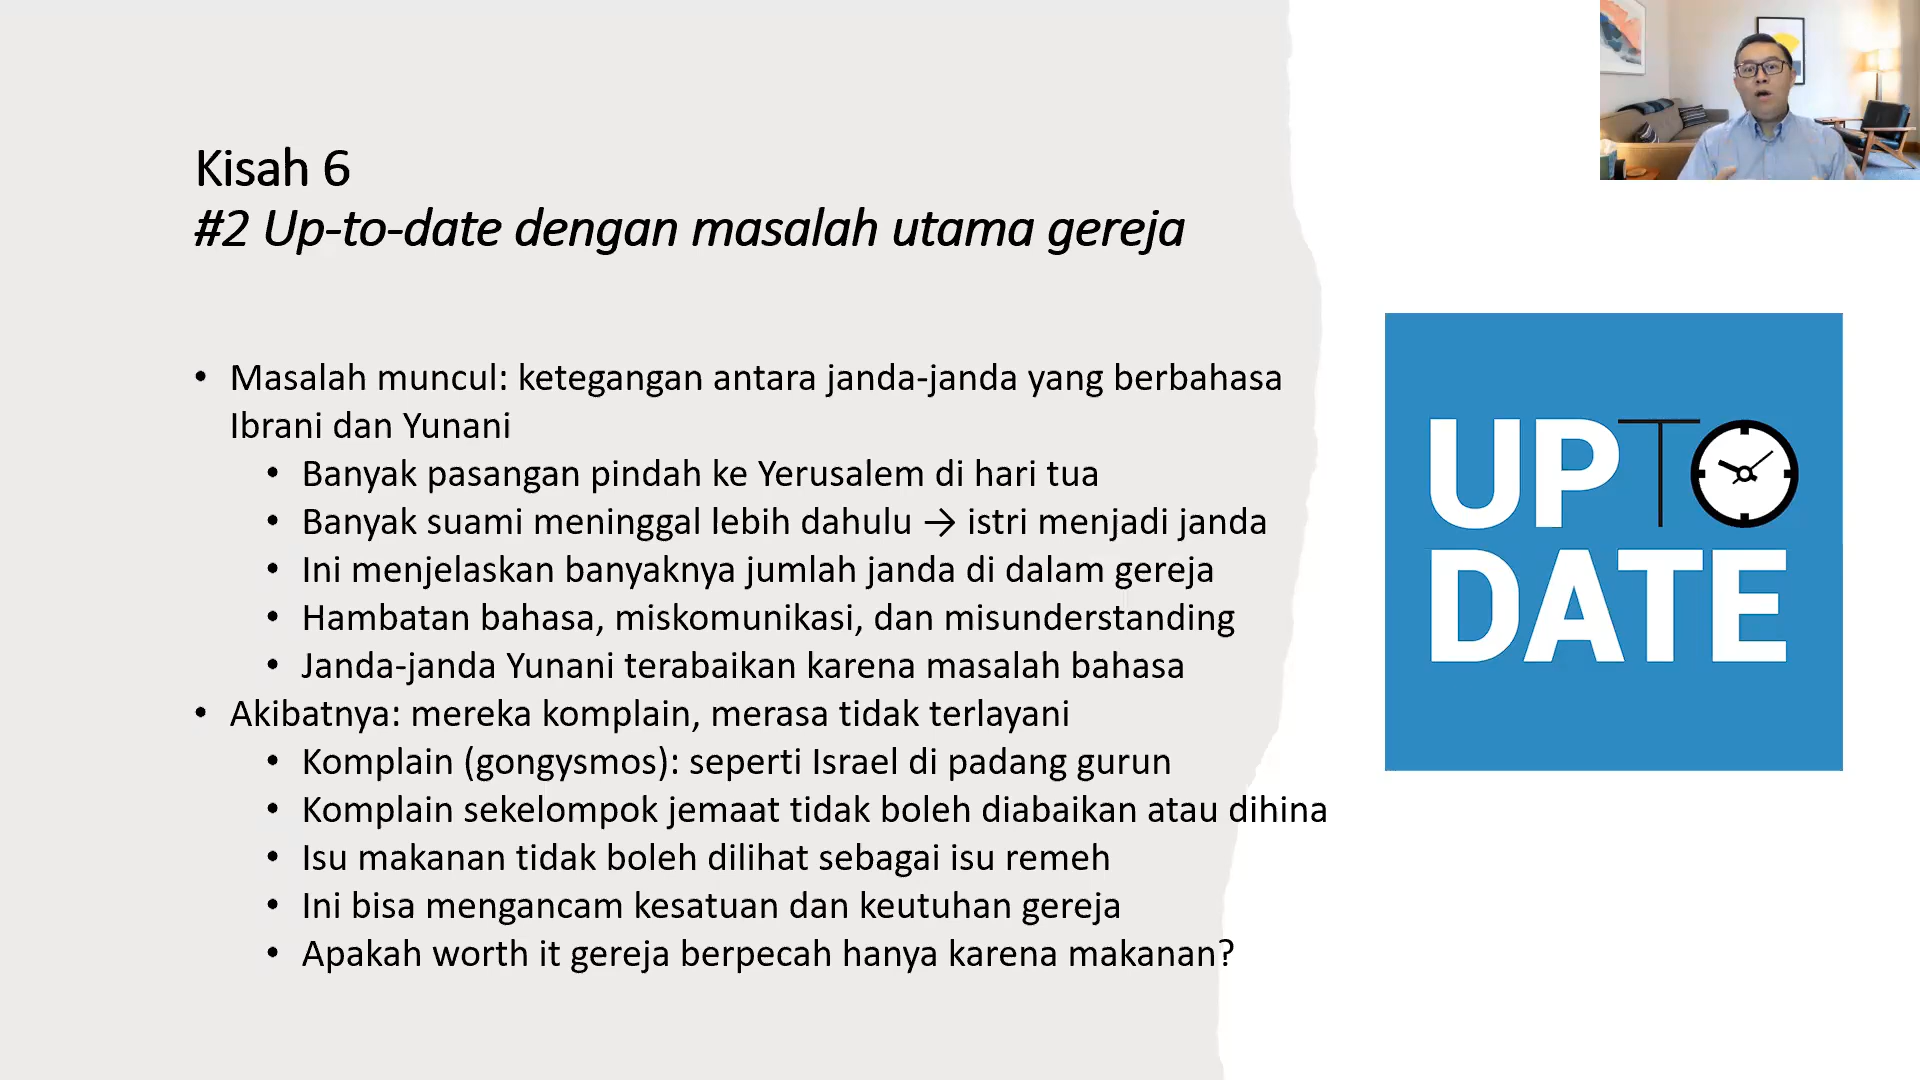 Kisah 6
#2 Up-to-date dengan masalah utama gereja
• Masalah muncul: ketegangan antara janda-janda yang berbahasa
Ibrani dan Yunani
• Banyak pasangan pindah ke Yerusalem di hari tua
• Banyak suami meninggal lebih dahulu → istri menjadi janda
• Ini menjelaskan banyaknya jumlah janda di dalam gereja
• Hambatan bahasa, miskomunikasi, dan misunderstanding
• Janda-janda Yunani terabaikan karena masalah bahasa
• Akibatnya: mereka komplain, merasa tidak terlayani
• Komplain (gongysmos): seperti Israel di padang gurun
• Komplain sekelompok jemaat tidak boleh diabaikan atau dihina
• Isu makanan tidak boleh dilihat sebagai isu remeh
• Ini bisa mengancam kesatuan dan keutuhan gereja
• Apakah worth it gereja berpecah hanya karena makanan?
UP TO
DATE